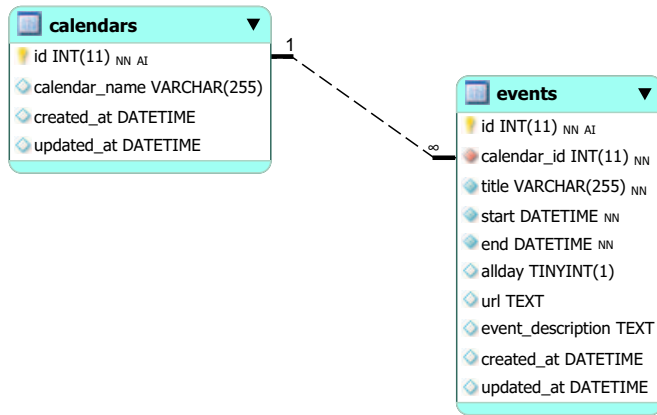 calendars
id INT(11) NN AI
calendar_name VARCHAR(255)
created_at DATETIME
updated_at DATETIME
1
∞
events
id INT(11) NN AI
calendar_id INT(11) NN
title VARCHAR(255) NN
start DATETIME NN
end DATETIME NN
allday TINYINT(1)
url TEXT
event_description TEXT
created_at DATETIME
updated_at DATETIME